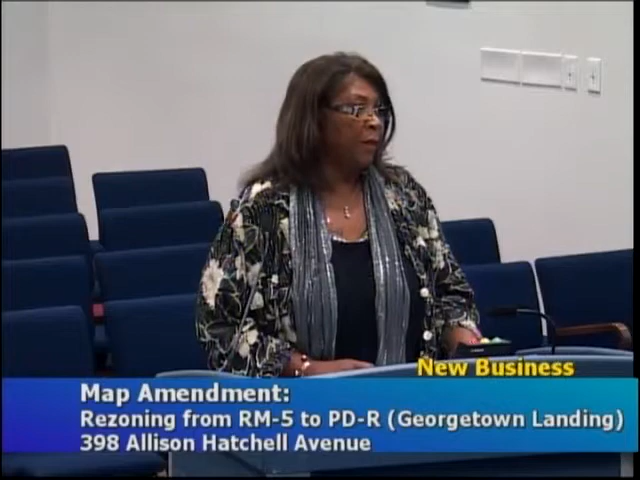 New Business
Map Amendment:
Rezoning from RM-5 to PD-R (Georgetown Landing)
398 Allison Hatchell Avenue